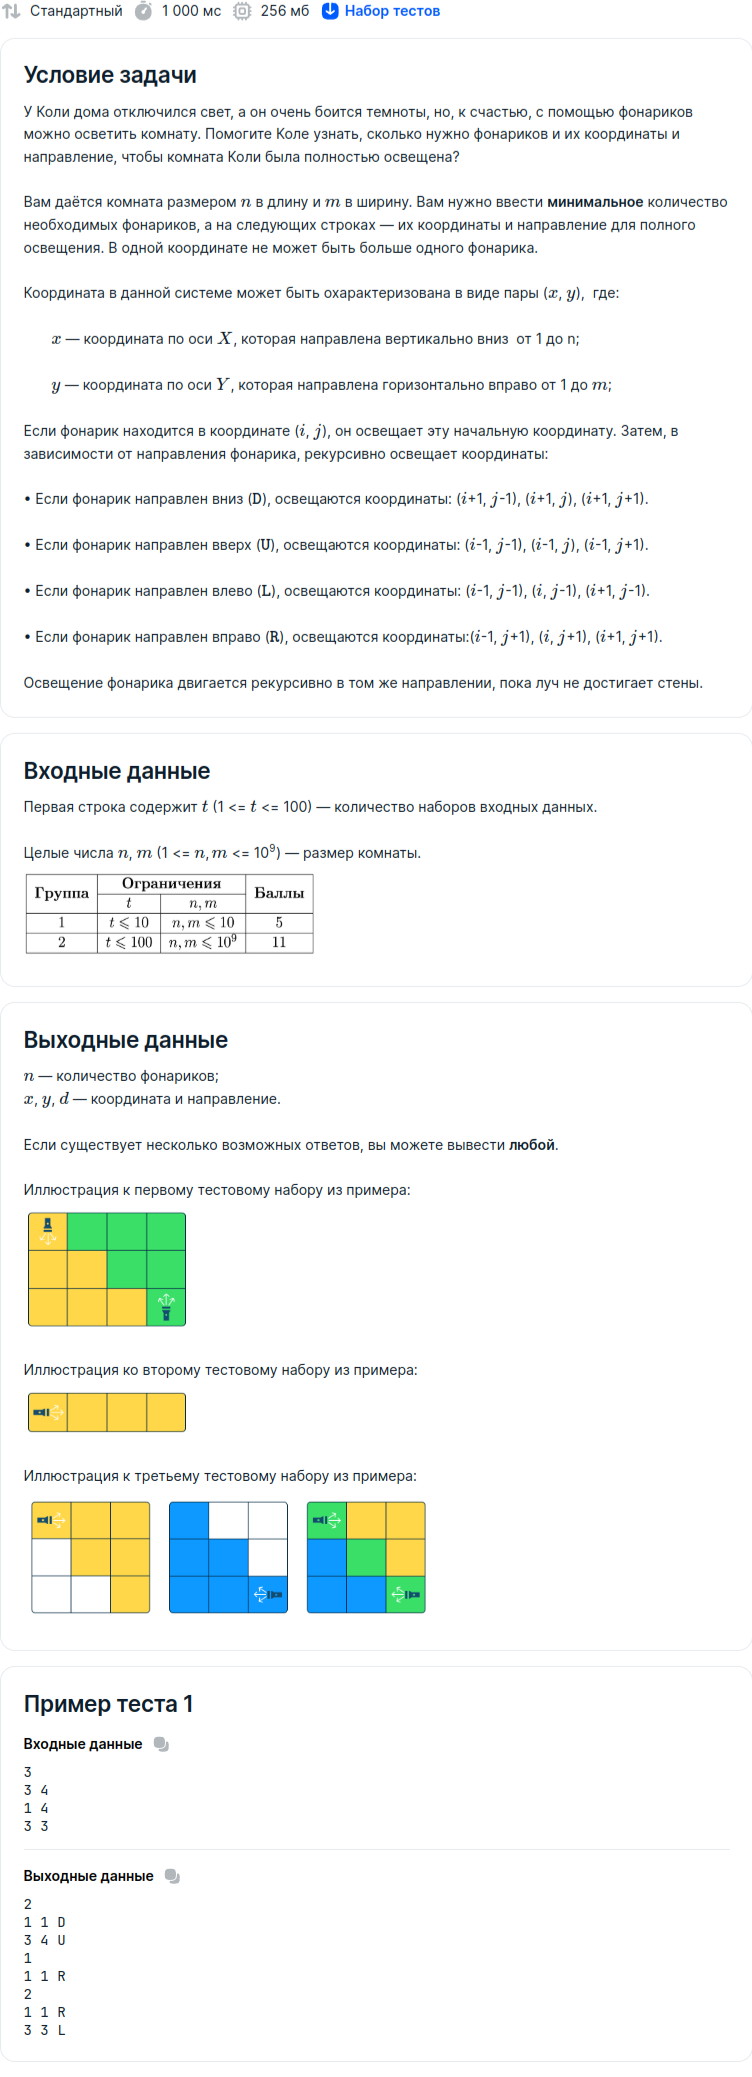 Стандартный 1 000 мс 256 мб Набор тестов
Условие задачи
У Коли дома отключился свет, а он очень боится темноты, но, к счастью, с помощью фонариков
можно осветить комнату. Помогите Коле узнать, сколько нужно фонариков и их координаты и
направление, чтобы комната Коли была полностью освещена?
Вам даётся комната размером n в длину и m в ширину. Вам нужно ввести минимальное количество
необходимых фонариков, а на следующих строках — их координаты и направление для полного
освещения. В одной координате не может быть больше одного фонарика.
Координата в данной системе может быть охарактеризована в виде пары (x, y), где:
x — координата по оси X, которая направлена вертикально вниз от 1 до n;
y — координата по оси Y, которая направлена горизонтально вправо от 1 до m;
Если фонарик находится в координате (i, j), он освещает эту начальную координату. Затем, в
зависимости от направления фонарика, рекурсивно освещает координаты:
• Если фонарик направлен вниз (D), освещаются координаты: (i+1, j-1), (i+1, j), (i+1, j+1).
• Если фонарик направлен вверх (U), освещаются координаты: (i-1, j-1), (i-1, j), (i-1, j+1).
• Если фонарик направлен влево (L), освещаются координаты: (i-1, j-1), (i, j-1), (i+1, j-1).
• Если фонарик направлен вправо (R), освещаются координаты:(i-1, j+1), (i, j+1), (i+1, j+1).
Освещение фонарика двигается рекурсивно в том же направлении, пока луч не достигает стены.
Входные данные
Первая строка содержит t (1 <= t <= 100) — количество наборов входных данных.
Целые числа n, m (1 <= n, m <= 10⁹) — размер комнаты.
Группа Ограничения Баллы
t n, m
1 t ⩽ 10 n, m ⩽ 10 5
2 t ⩽ 100 n, m ⩽ 10⁹ 11
Выходные данные
n — количество фонариков;
x, y, d — координата и направление.
Если существует несколько возможных ответов, вы можете вывести любой.
Иллюстрация к первому тестовому набору из примера:
Иллюстрация ко второму тестовому набору из примера:
Иллюстрация к третьему тестовому набору из примера:
Пример теста 1
Входные данные
3
3 4
1 4
3 3
Выходные данные
2
1 1 D
3 4 U
1
1 1 R
2
1 1 R
3 3 L